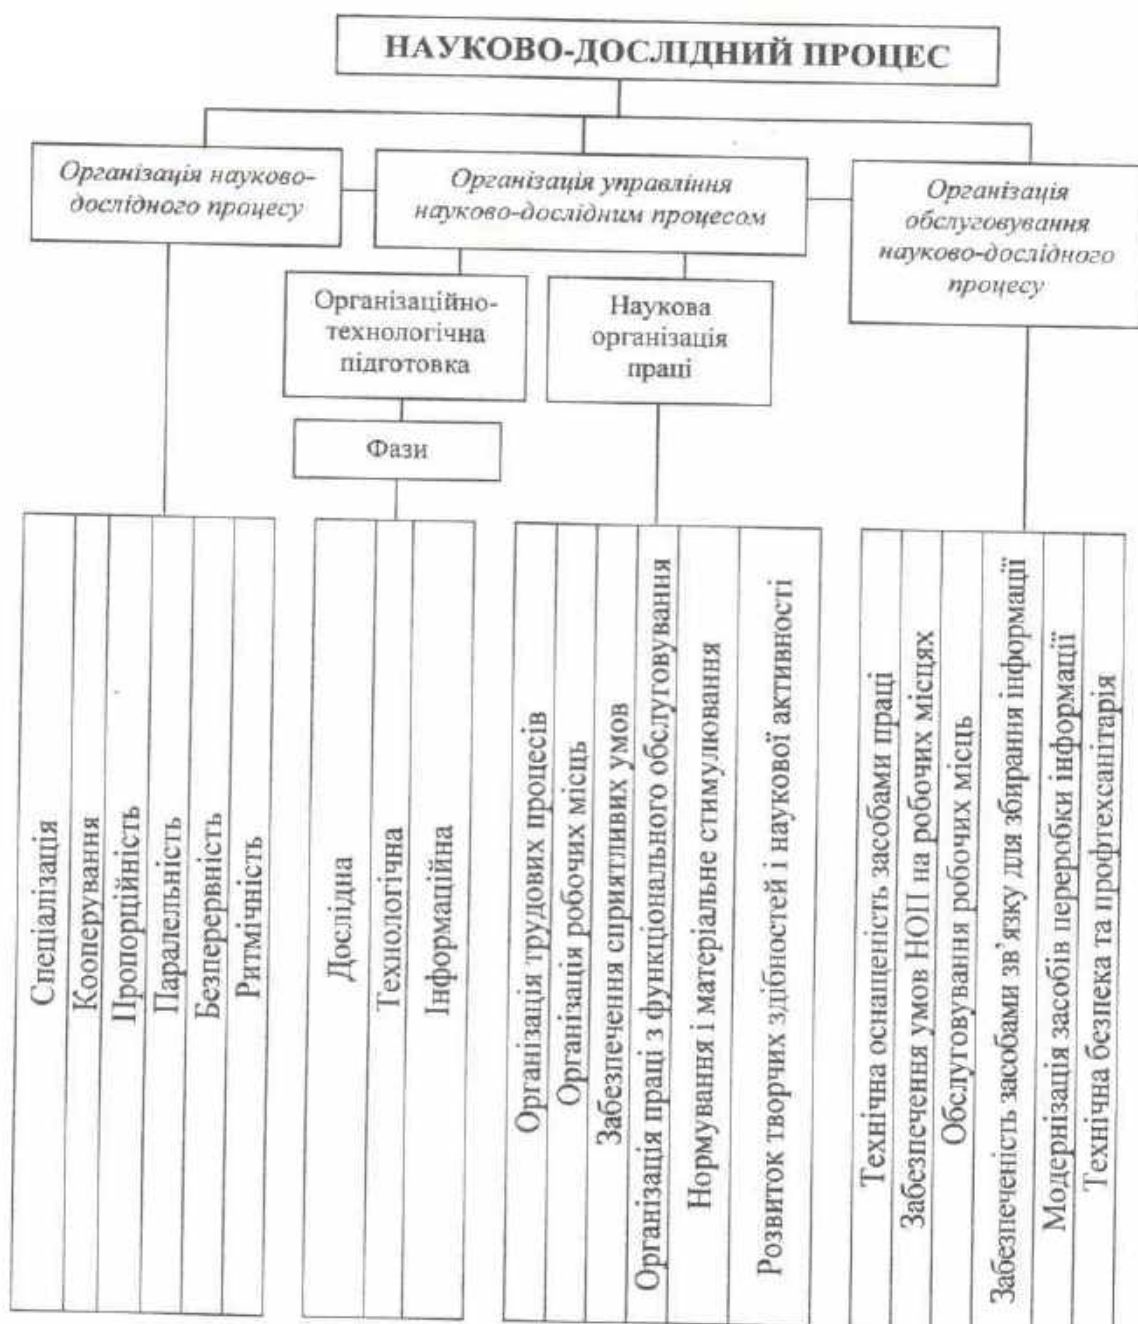 НАУКОВО-ДОСЛІДНИЙ ПРОЦЕС
Організація науково-
дослідного процесу
Організація управління
науково-дослідним процесом
Організація
обслуговування
науково-дослідного
процесу
Організаційно-
технологічна
підготовка
Наукова
організація
праці
Фази
Спеціалізація
Кооперування
Пропорційність
Паралельність
Безперервність
Ритмічність
Дослідна
Технологічна
Інформаційна
Організація трудових процесів
Організація робочих місць
Забезпечення сприятливих умов
Організація праці з функціонального обслуговування
Нормування і матеріальне стимулювання
Розвиток творчих здібностей і наукової активності
Технічна оснащеність засобами праці
Забезпечення умов НОП на робочих місцях
Обслуговування робочих місць
Забезпеченість засобами зв’язку для збирання інформації
Модернізація засобів переробки інформації
Технічна безпека та профтехсанітарія